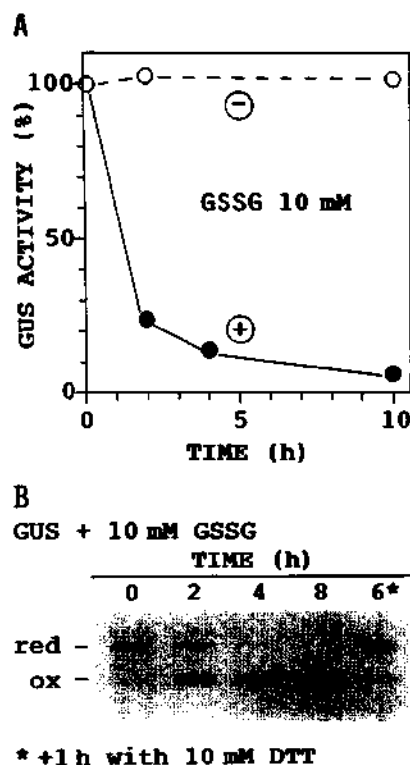 A
GUS ACTIVITY (%)
100
50
0
−
GSSG 10 mM
+
0 5 10
TIME (h)
B
GUS + 10 mM GSSG
TIME (h)
0 2 4 8 6*
red -
ox -
* +1 h with 10 mM DTT